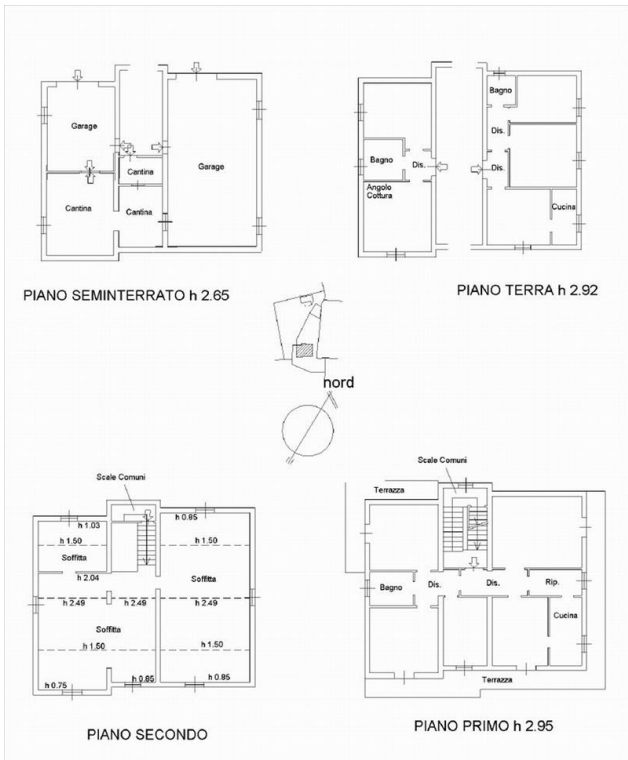 Garage
Cantina
Garage
Cantina
Cantina
PIANO SEMINTERRATO h 2.65
Bagno
Dis.
Bagno
Dis.
Dis.
Angolo
Cottura
Cucina
PIANO TERRA h 2.92
nord
Scale Comuni
h 1.03
h 0.85
h 1.50
h 1.50
Soffitta
h 2.04
Soffitta
h 2.49
h 2.49
h 2.49
Soffitta
h 1.50
h 1.50
h 0.75
h 0.85
h 0.85
PIANO SECONDO
Scale Comuni
Terrazza
Bagno
Dis.
Dis.
Rip.
Cucina
Terrazza
PIANO PRIMO h 2.95